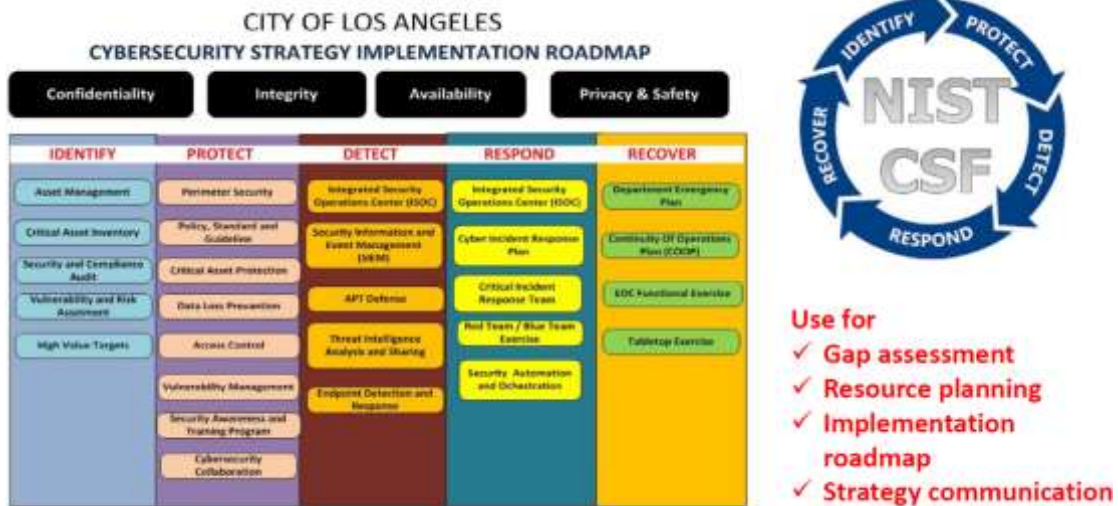 CITY OF LOS ANGELES
CYBERSECURITY STRATEGY IMPLEMENTATION ROADMAP
Confidentiality
Integrity
Availability
Privacy & Safety
IDENTIFY
Asset Management
Critical Asset Inventory
Security and Compliance
Audit
Vulnerability and Risk
High Value Targets
PROTECT
Perimeter Security
Policy, Standard and
Guideline
Critical Asset Protection
Data Loss Prevention
Access Control
Vulnerability Management
Security Awareness and
Training Program
Cybersecurity
Collaboration
DETECT
Integrated Security
Operations Center (ISOC)
Security Information and
Event Management
(SIEM)
APT Defense
Threat Intelligence
Analysis and Sharing
Endpoint Detection and
Response
RESPOND
Integrated Security
Operations Center (ISOC)
Cyber Incident Response
Plan
Critical Incident
Response Team
Red Team / Blue Team
Exercise
Security Automation
and Ochestration
RECOVER
Department Emergency
Plan
Continuity Of Operations
Plan (COOP)
EOC Functional Exercise
Tabletop Exercise
IDENTIFY
PROTECT
DETECT
RESPOND
RECOVER
NIST
CSF
Use for
✓ Gap assessment
✓ Resource planning
✓ Implementation
roadmap
✓ Strategy communication